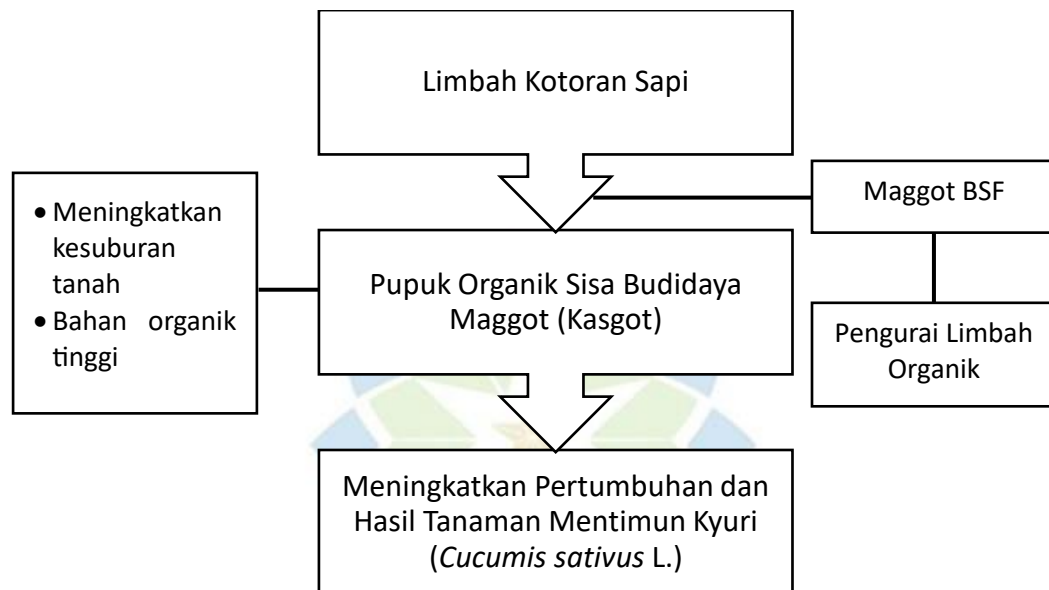 Limbah Kotoran Sapi
Maggot BSF
• Meningkatkan
kesuburan
tanah
• Bahan organik
tinggi
Pupuk Organik Sisa Budidaya
Maggot (Kasgot)
Pengurai Limbah
Organik
Meningkatkan Pertumbuhan dan
Hasil Tanaman Mentimun Kyuri
(Cucumis sativus L.)